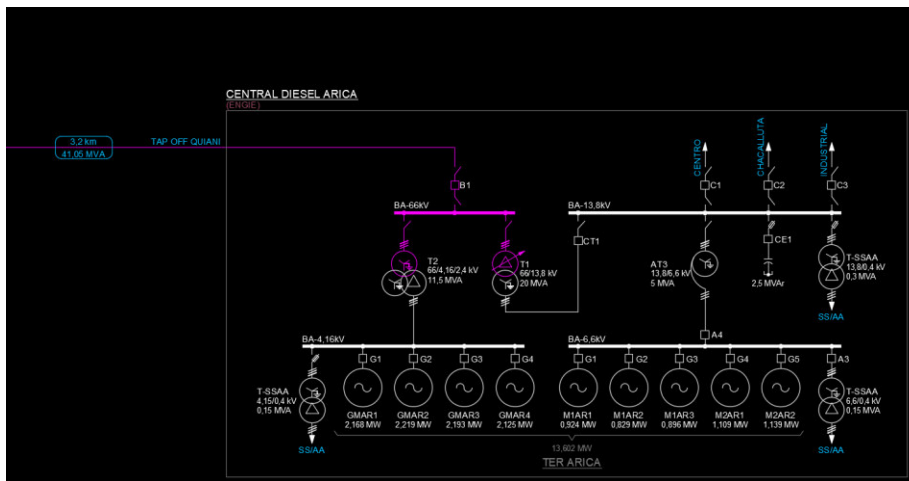 CENTRAL DIESEL ARICA
(ENGIE)
3,2 km
41,05 MVA
TAP OFF QUIANI
CENTRO
CHACALLUTA
INDUSTRIAL
B1
C1
C2
C3
BA-66kV
BA-13,8kV
CT1
CE1
T2
66/4,16/2,4 kV
11,5 MVA
T1
66/13,8 kV
20 MVA
AT3
13,8/6,6 kV
5 MVA
2,5 MVAr
T-SSAA
13,8/0,4 kV
0,3 MVA
SS/AA
A4
BA-4,16kV
BA-6,6kV
G1
G2
G3
G4
G1
G2
G3
G4
G5
A3
T-SSAA
4,15/0,4 kV
0,15 MVA
GMAR1
2,168 MW
GMAR2
2,219 MW
GMAR3
2,193 MW
GMAR4
2,125 MW
M1AR1
0,924 MW
M1AR2
0,829 MW
M1AR3
0,896 MW
M2AR1
1,109 MW
M2AR2
1,139 MW
T-SSAA
6,6/0,4 kV
0,15 MVA
SS/AA
SS/AA
13,602 MW
TER ARICA